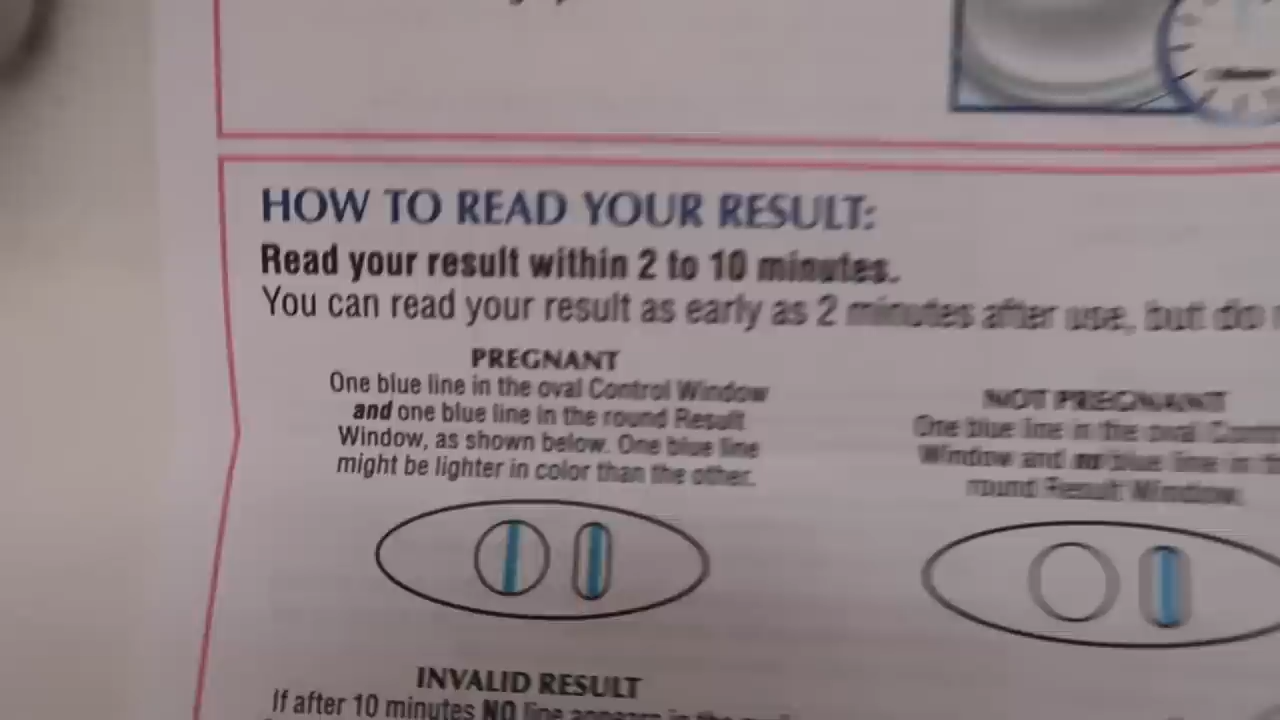 HOW TO READ YOUR RESULT:
Read your result within 2 to 10 minutes.
You can read your result as early as 2 minutes after use, but do
PREGNANT
One blue line in the oval Control Window
and one blue line in the round Result
Window, as shown below. One blue line
might be lighter in color than the other.
NOT PREGNANT
One blue line in the oval
Window and no blue line in
round Result Window.
INVALID RESULT
If after 10 minutes NO line appears in the